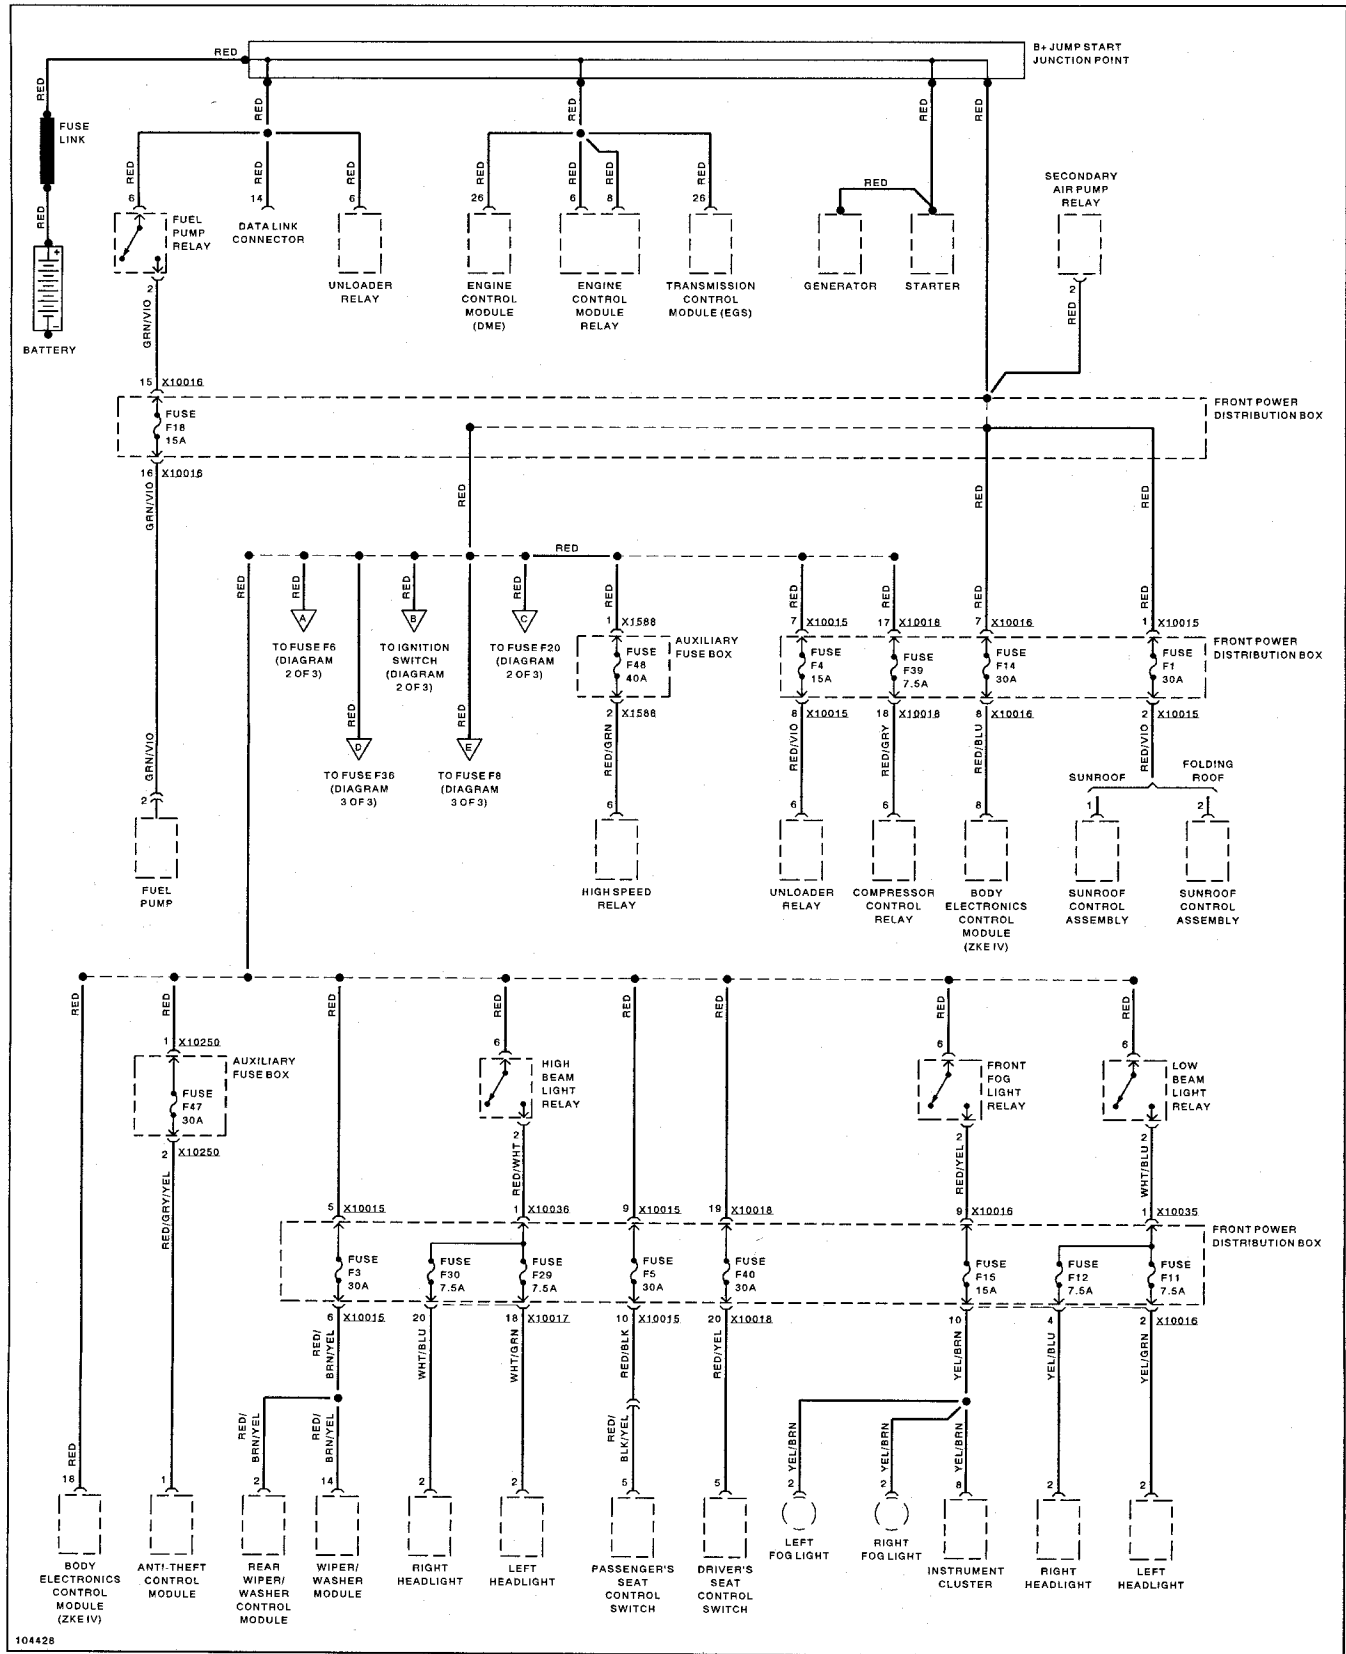 RED
B+ JUMP START
JUNCTION POINT
RED
FUSE
LINK
RED
BATTERY
RED
RED
RED
RED
RED
RED
RED
RED
RED
RED
RED
RED
RED
RED
6
14
6
26
6
8
26
FUEL
PUMP
RELAY
DATA LINK
CONNECTOR
UNLOADER
RELAY
ENGINE
CONTROL
MODULE
(DME)
ENGINE
CONTROL
MODULE
RELAY
TRANSMISSION
CONTROL
MODULE (EGS)
GENERATOR
STARTER
SECONDARY
AIR PUMP
RELAY
2
RED
2
GRN/VIO
15 X10016
FUSE
F18
15A
FRONT POWER
DISTRIBUTION BOX
16 X10016
GRN/VIO
RED
RED
RED
RED
RED
RED
RED
RED
RED
RED
RED
RED
RED
RED
A
TO FUSE F6
(DIAGRAM
2 OF 3)
B
TO IGNITION
SWITCH
(DIAGRAM
2 OF 3)
C
TO FUSE F20
(DIAGRAM
2 OF 3)
RED
D
TO FUSE F36
(DIAGRAM
3 OF 3)
RED
E
TO FUSE F8
(DIAGRAM
3 OF 3)
1 X1588
AUXILIARY
FUSE BOX
FUSE
F48
40A
2 X1588
RED/GRN
6
HIGH SPEED
RELAY
7 X10015
17 X10018
7 X10016
1 X10015
FUSE
F4
15A
FUSE
F39
7.5A
FUSE
F14
30A
FUSE
F1
30A
FRONT POWER
DISTRIBUTION BOX
8 X10015
18 X10018
8 X10016
2 X10015
RED/VIO
RED/GRY
RED/BLU
RED/VIO
SUNROOF
FOLDING
ROOF
6
6
8
1
2
UNLOADER
RELAY
COMPRESSOR
CONTROL
RELAY
BODY
ELECTRONICS
CONTROL
MODULE
(ZKE IV)
SUNROOF
CONTROL
ASSEMBLY
SUNROOF
CONTROL
ASSEMBLY
GRN/VIO
2
FUEL
PUMP
RED
RED
RED
RED
RED
RED
RED
RED
1 X10250
AUXILIARY
FUSE BOX
FUSE
F47
30A
2 X10250
RED/GRY/YEL
6
HIGH
BEAM
LIGHT
RELAY
2
RED/WHT
6
FRONT
FOG
LIGHT
RELAY
2
RED/YEL
6
LOW
BEAM
LIGHT
RELAY
2
WHT/BLU
5 X10015
1 X10036
9 X10015
19 X10018
9 X10016
1 X10035
FRONT POWER
DISTRIBUTION BOX
FUSE
F3
30A
FUSE
F30
7.5A
FUSE
F29
7.5A
FUSE
F5
30A
FUSE
F40
30A
FUSE
F15
15A
FUSE
F12
7.5A
FUSE
F11
7.5A
6 X10015
20
18 X10017
10 X10015
20 X10018
10
4
2 X10016
RED/
BRN/YEL
WHT/BLU
WHT/GRN
RED/BLK
RED/YEL
YEL/BRN
YEL/BLU
YEL/GRN
RED/
BRN/YEL
RED/
BRN/YEL
RED/
BLK/YEL
YEL/BRN
YEL/BRN
YEL/BRN
RED
18
1
2
14
2
2
5
5
2
2
8
2
2
BODY
ELECTRONICS
CONTROL
MODULE
(ZKE IV)
ANTI-THEFT
CONTROL
MODULE
REAR
WIPER/
WASHER
CONTROL
MODULE
WIPER/
WASHER
MODULE
RIGHT
HEADLIGHT
LEFT
HEADLIGHT
PASSENGER'S
SEAT
CONTROL
SWITCH
DRIVER'S
SEAT
CONTROL
SWITCH
LEFT
FOG LIGHT
RIGHT
FOG LIGHT
INSTRUMENT
CLUSTER
RIGHT
HEADLIGHT
LEFT
HEADLIGHT
104428